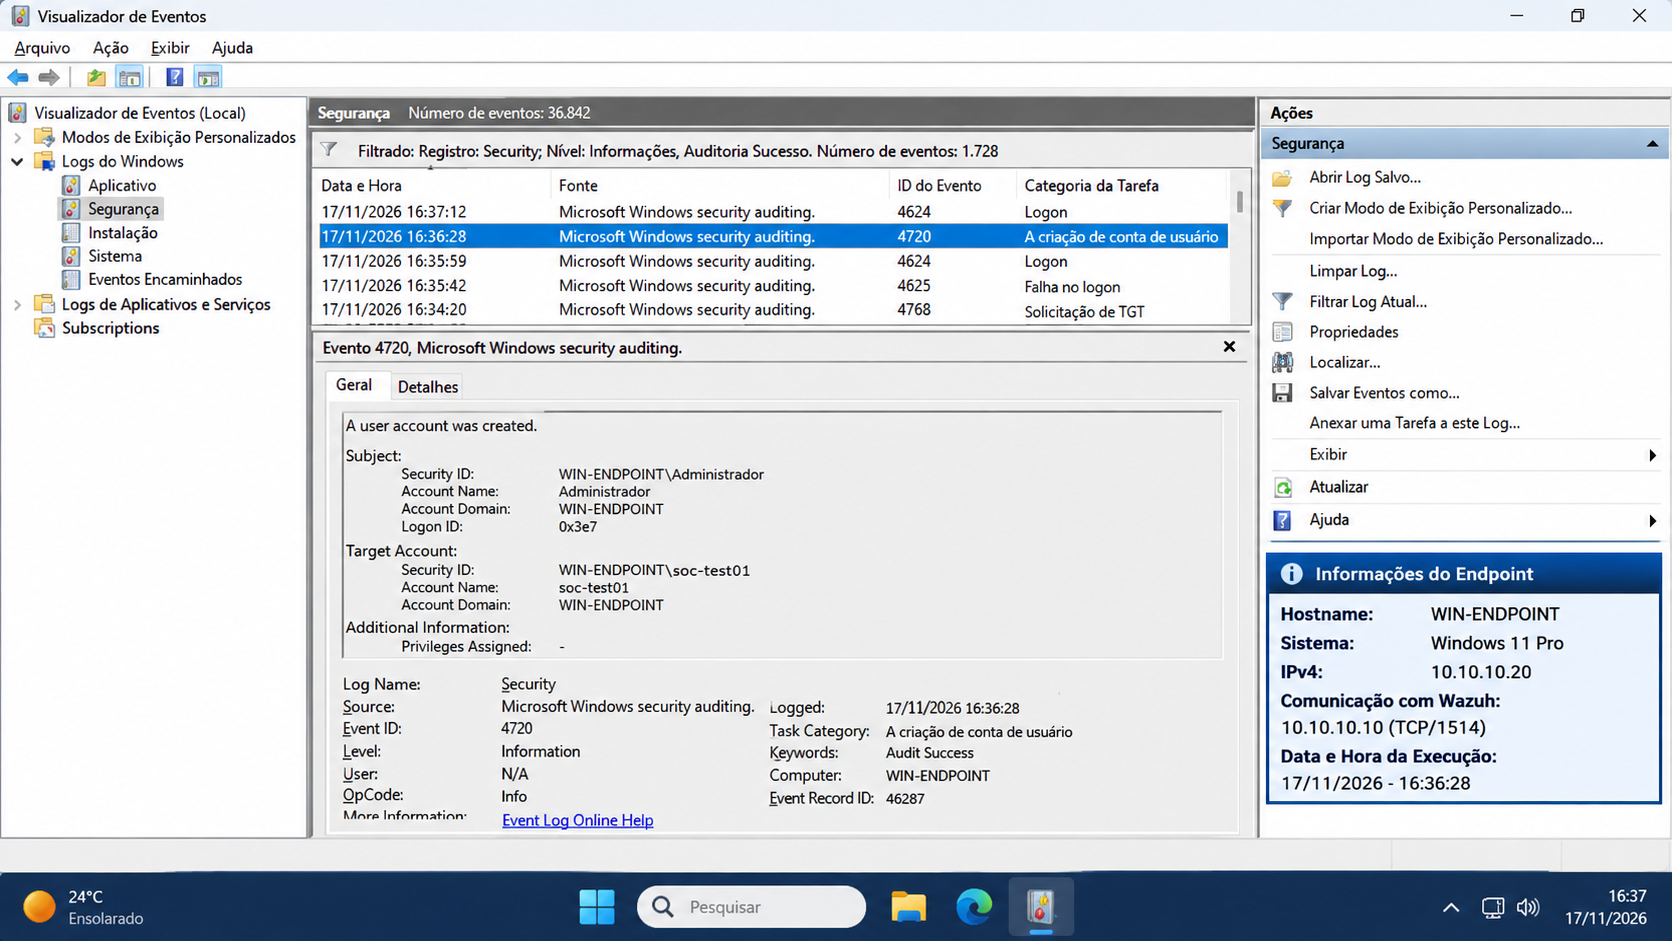 Visualizador de Eventos
Arquivo Ação Exibir Ajuda
Visualizador de Eventos (Local)
Modos de Exibição Personalizados
Logs do Windows
Aplicativo
Segurança
Instalação
Sistema
Eventos Encaminhados
Logs de Aplicativos e Serviços
Subscriptions
Segurança Número de eventos: 36.842
Filtrado: Registro: Security; Nível: Informações, Auditoria Sucesso. Número de eventos: 1.728
Data e Hora Fonte ID do Evento Categoria da Tarefa
17/11/2026 16:37:12 Microsoft Windows security auditing. 4624 Logon
17/11/2026 16:36:28 Microsoft Windows security auditing. 4720 A criação de conta de usuário
17/11/2026 16:35:59 Microsoft Windows security auditing. 4624 Logon
17/11/2026 16:35:42 Microsoft Windows security auditing. 4625 Falha no logon
17/11/2026 16:34:20 Microsoft Windows security auditing. 4768 Solicitação de TGT
Evento 4720, Microsoft Windows security auditing.
Geral Detalhes
A user account was created.
Subject:
Security ID: WIN-ENDPOINT\Administrador
Account Name: Administrador
Account Domain: WIN-ENDPOINT
Logon ID: 0x3e7
Target Account:
Security ID: WIN-ENDPOINT\soc-test01
Account Name: soc-test01
Account Domain: WIN-ENDPOINT
Additional Information:
Privileges Assigned: -
Log Name: Security
Source: Microsoft Windows security auditing. Logged: 17/11/2026 16:36:28
Event ID: 4720 Task Category: A criação de conta de usuário
Level: Information Keywords: Audit Success
User: N/A Computer: WIN-ENDPOINT
OpCode: Info Event Record ID: 46287
More Information: Event Log Online Help
Ações
Segurança
Abrir Log Salvo...
Criar Modo de Exibição Personalizado...
Importar Modo de Exibição Personalizado...
Limpar Log...
Filtrar Log Atual...
Propriedades
Localizar...
Salvar Eventos como...
Anexar uma Tarefa a este Log...
Exibir
Atualizar
Ajuda
Informações do Endpoint
Hostname: WIN-ENDPOINT
Sistema: Windows 11 Pro
IPv4: 10.10.10.20
Comunicação com Wazuh:
10.10.10.10 (TCP/1514)
Data e Hora da Execução:
17/11/2026 - 16:36:28
24°C
Ensolarado
Pesquisar
16:37
17/11/2026